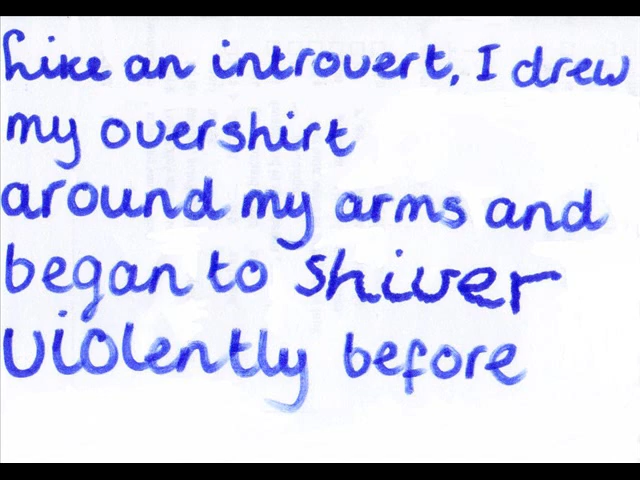 Like an introvert, I drew
my overshirt
around my arms and
began to shiver
violently before